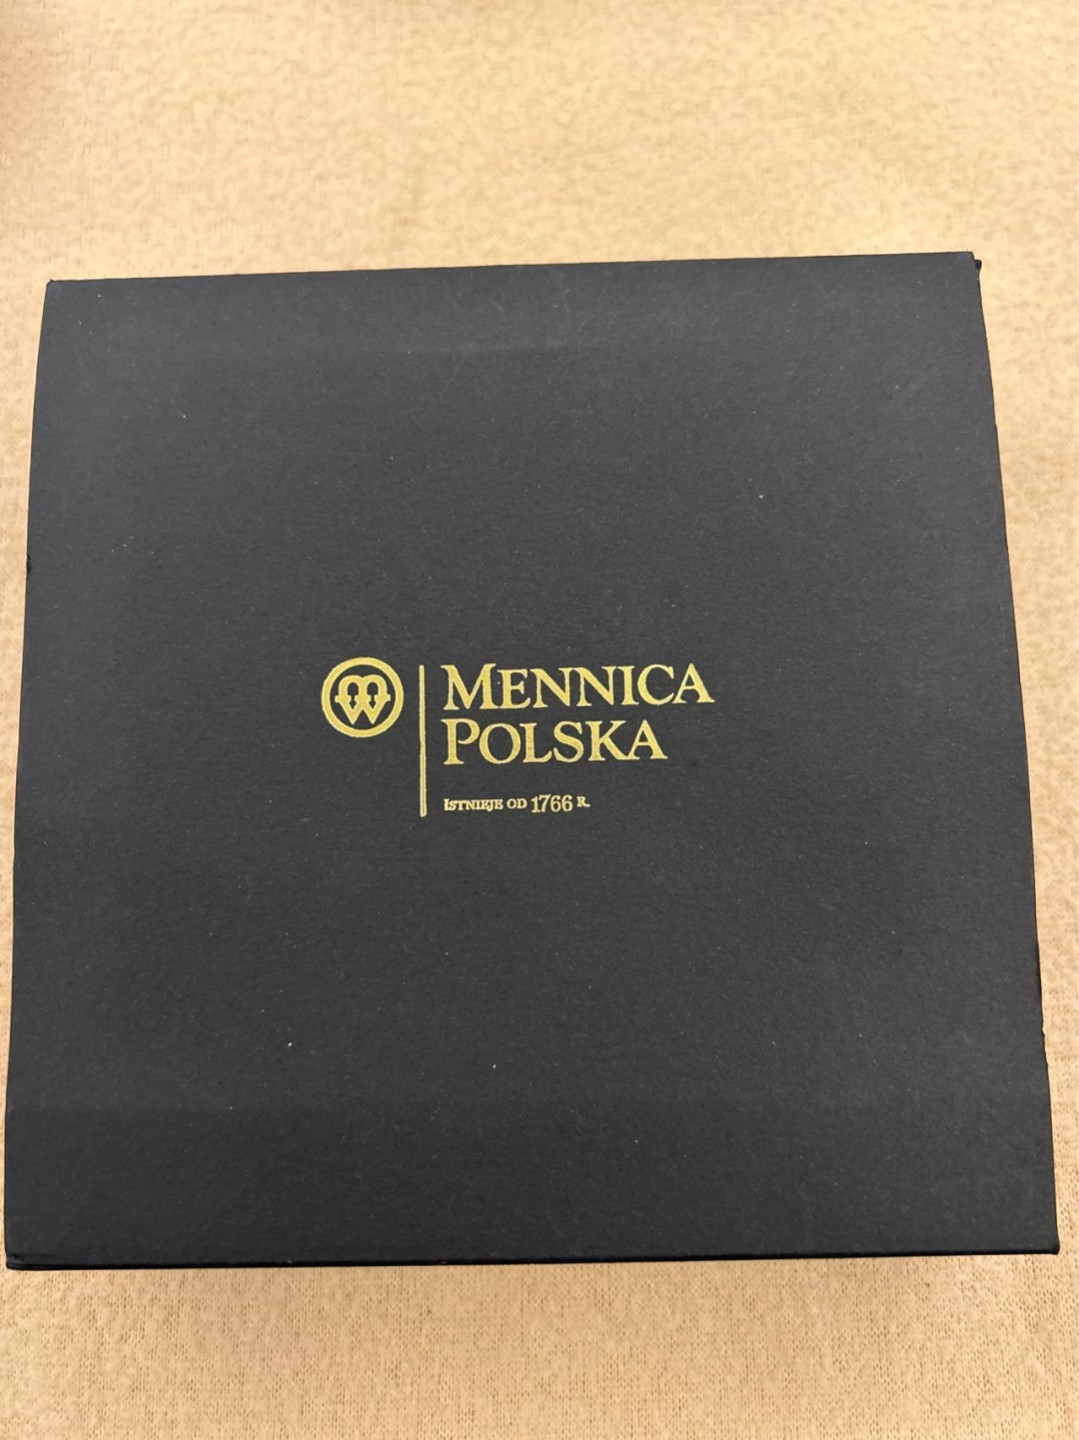 MENNICA
POLSKA
ISTNIEJE OD 1766 R.